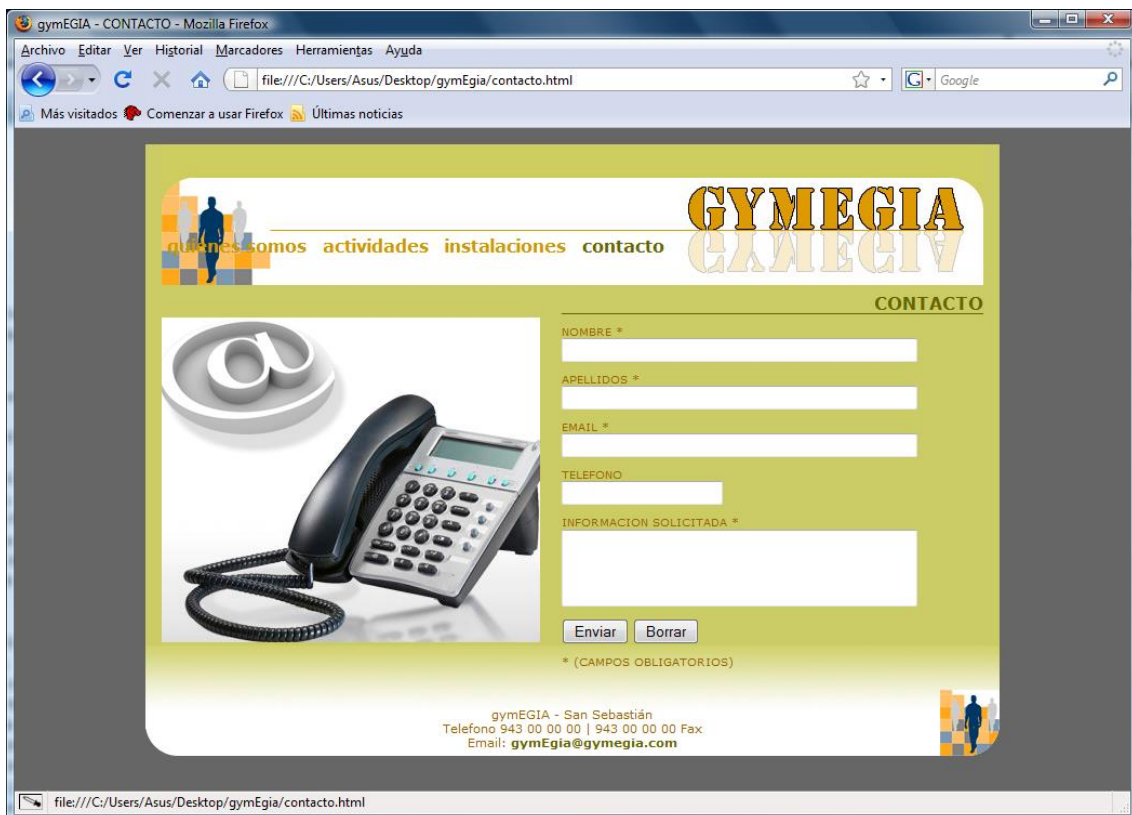 gymEGIA - CONTACTO - Mozilla Firefox
Archivo Editar Ver Historial Marcadores Herramientas Ayuda
file:///C:/Users/Asus/Desktop/gymEgia/contacto.html
G Google
Más visitados Comenzar a usar Firefox Últimas noticias
GYMEGIA
quienes somos actividades instalaciones contacto
CONTACTO
NOMBRE *
APELLIDOS *
EMAIL *
TELEFONO
INFORMACION SOLICITADA *
Enviar Borrar
* (CAMPOS OBLIGATORIOS)
gymEGIA - San Sebastián
Telefono 943 00 00 00 | 943 00 00 00 Fax
Email: gymEgia@gymegia.com
file:///C:/Users/Asus/Desktop/gymEgia/contacto.html